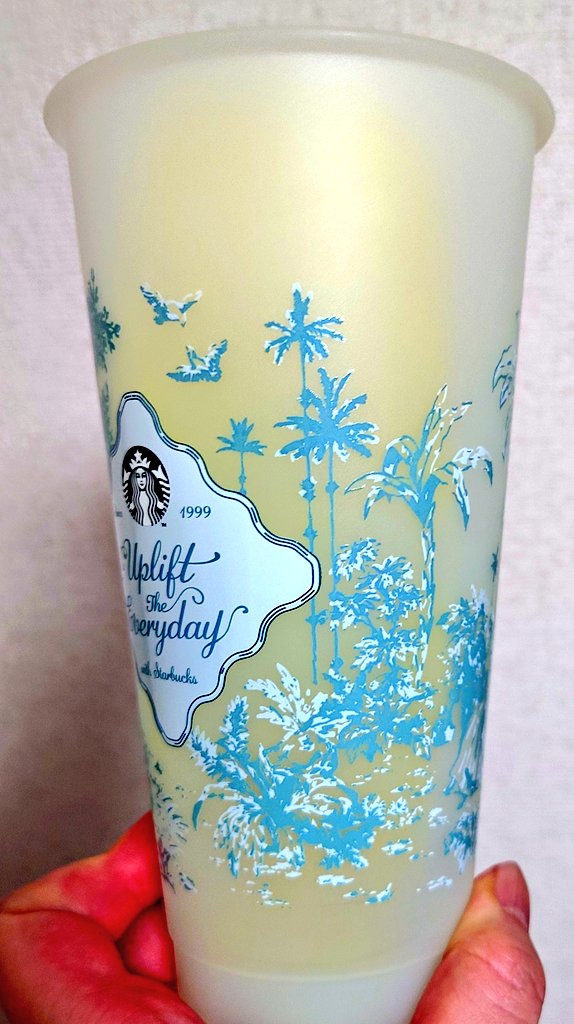 1999
Uplift
The
Everyday
with Starbucks